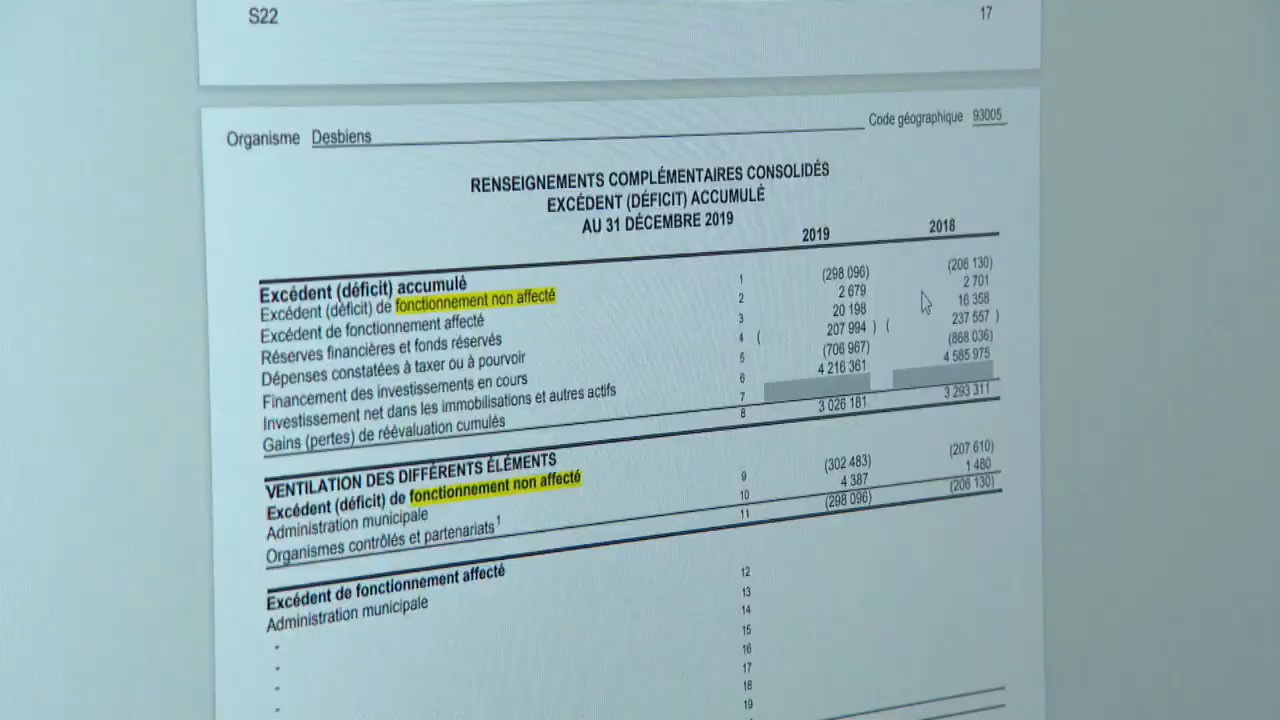 S22 17
Organisme Desbiens Code géographique 93005
RENSEIGNEMENTS COMPLÉMENTAIRES CONSOLIDÉS
EXCÉDENT (DÉFICIT) ACCUMULÉ
AU 31 DÉCEMBRE 2019
2019 2018
Excédent (déficit) accumulé
Excédent (déficit) de fonctionnement non affecté 1 (298 096) (206 130)
Excédent de fonctionnement affecté 2 2 679 2 701
Réserves financières et fonds réservés 3 20 198 16 358
Dépenses constatées à taxer ou à pourvoir 4 ( 207 994 ) ( 237 557 )
Financement des investissements en cours 5 (706 967) (868 036)
Investissement net dans les immobilisations et autres actifs 6 4 216 361 4 585 975
Gains (pertes) de réévaluation cumulés 7
8 3 026 181 3 293 311
VENTILATION DES DIFFÉRENTS ÉLÉMENTS
Excédent (déficit) de fonctionnement non affecté
Administration municipale 9 (302 483) (207 610)
Organismes contrôlés et partenariats¹ 10 4 387 1 480
11 (298 096) (206 130)
Excédent de fonctionnement affecté
Administration municipale 12
▪ 13
▪ 14
▪ 15
▪ 16
17
18
19